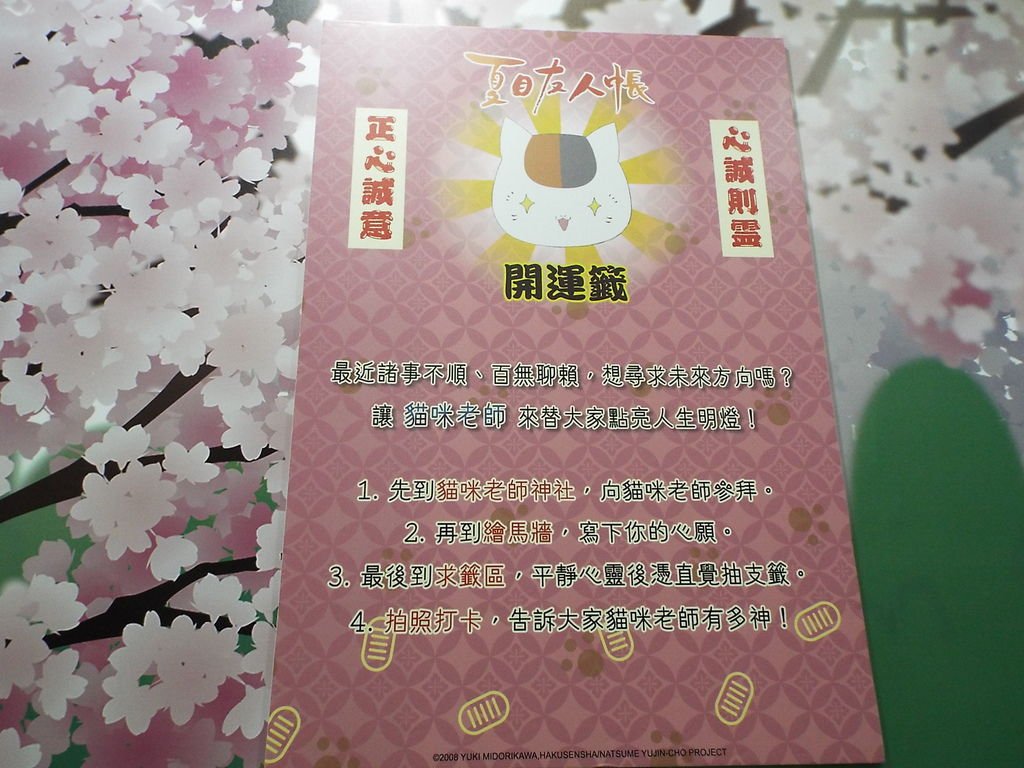 夏目友人帳
正心誠意
心誠則靈
開運籤
最近諸事不順、百無聊賴，想尋求未來方向嗎？
讓 貓咪老師 來替大家點亮人生明燈！
1. 先到貓咪老師神社，向貓咪老師參拜。
2. 再到繪馬牆，寫下你的心願。
3. 最後到求籤區，平靜心靈後憑直覺抽支籤。
4. 拍照打卡，告訴大家貓咪老師有多神！
©2008 YUKI MIDORIKAWA,HAKUSENSHA/NATSUME YUJIN-CHO PROJECT